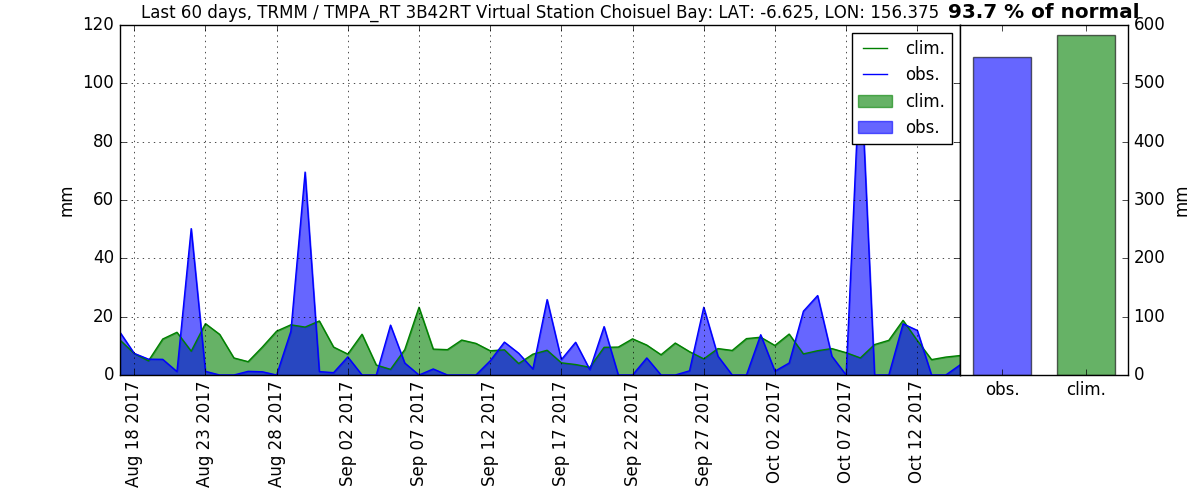 Last 60 days, TRMM / TMPA_RT 3B42RT Virtual Station Choisuel Bay: LAT: -6.625, LON: 156.375 93.7 % of normal
120
100
80
60
40
20
0
mm
clim.
obs.
clim.
obs.
600
500
400
300
200
100
0
mm
Aug 18 2017
Aug 23 2017
Aug 28 2017
Sep 02 2017
Sep 07 2017
Sep 12 2017
Sep 17 2017
Sep 22 2017
Sep 27 2017
Oct 02 2017
Oct 07 2017
Oct 12 2017
obs.
clim.